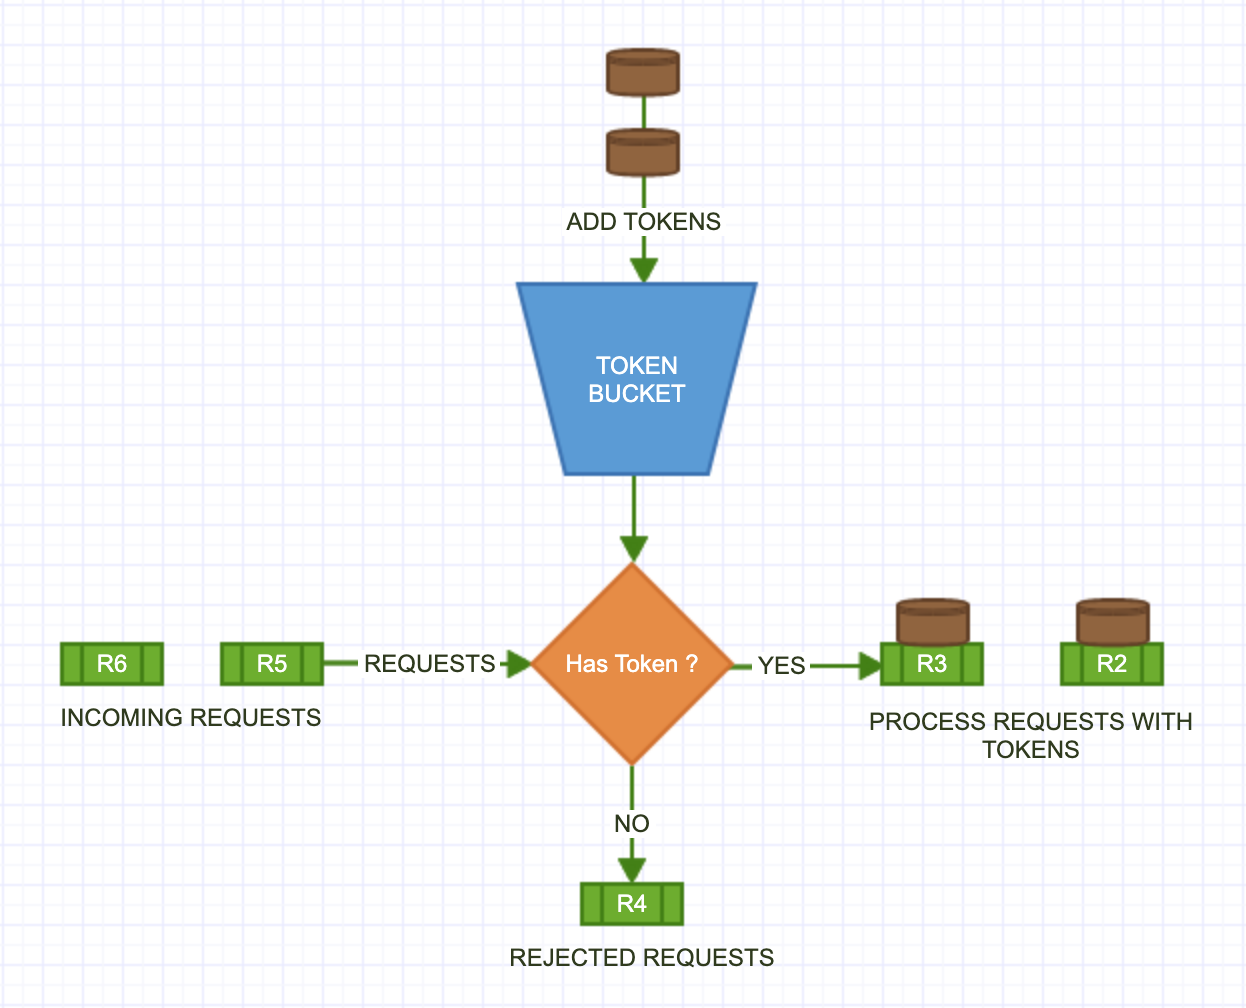 ADD TOKENS
TOKEN
BUCKET
R6
R5
REQUESTS
Has Token ?
YES
R3
R2
INCOMING REQUESTS
PROCESS REQUESTS WITH
TOKENS
NO
R4
REJECTED REQUESTS